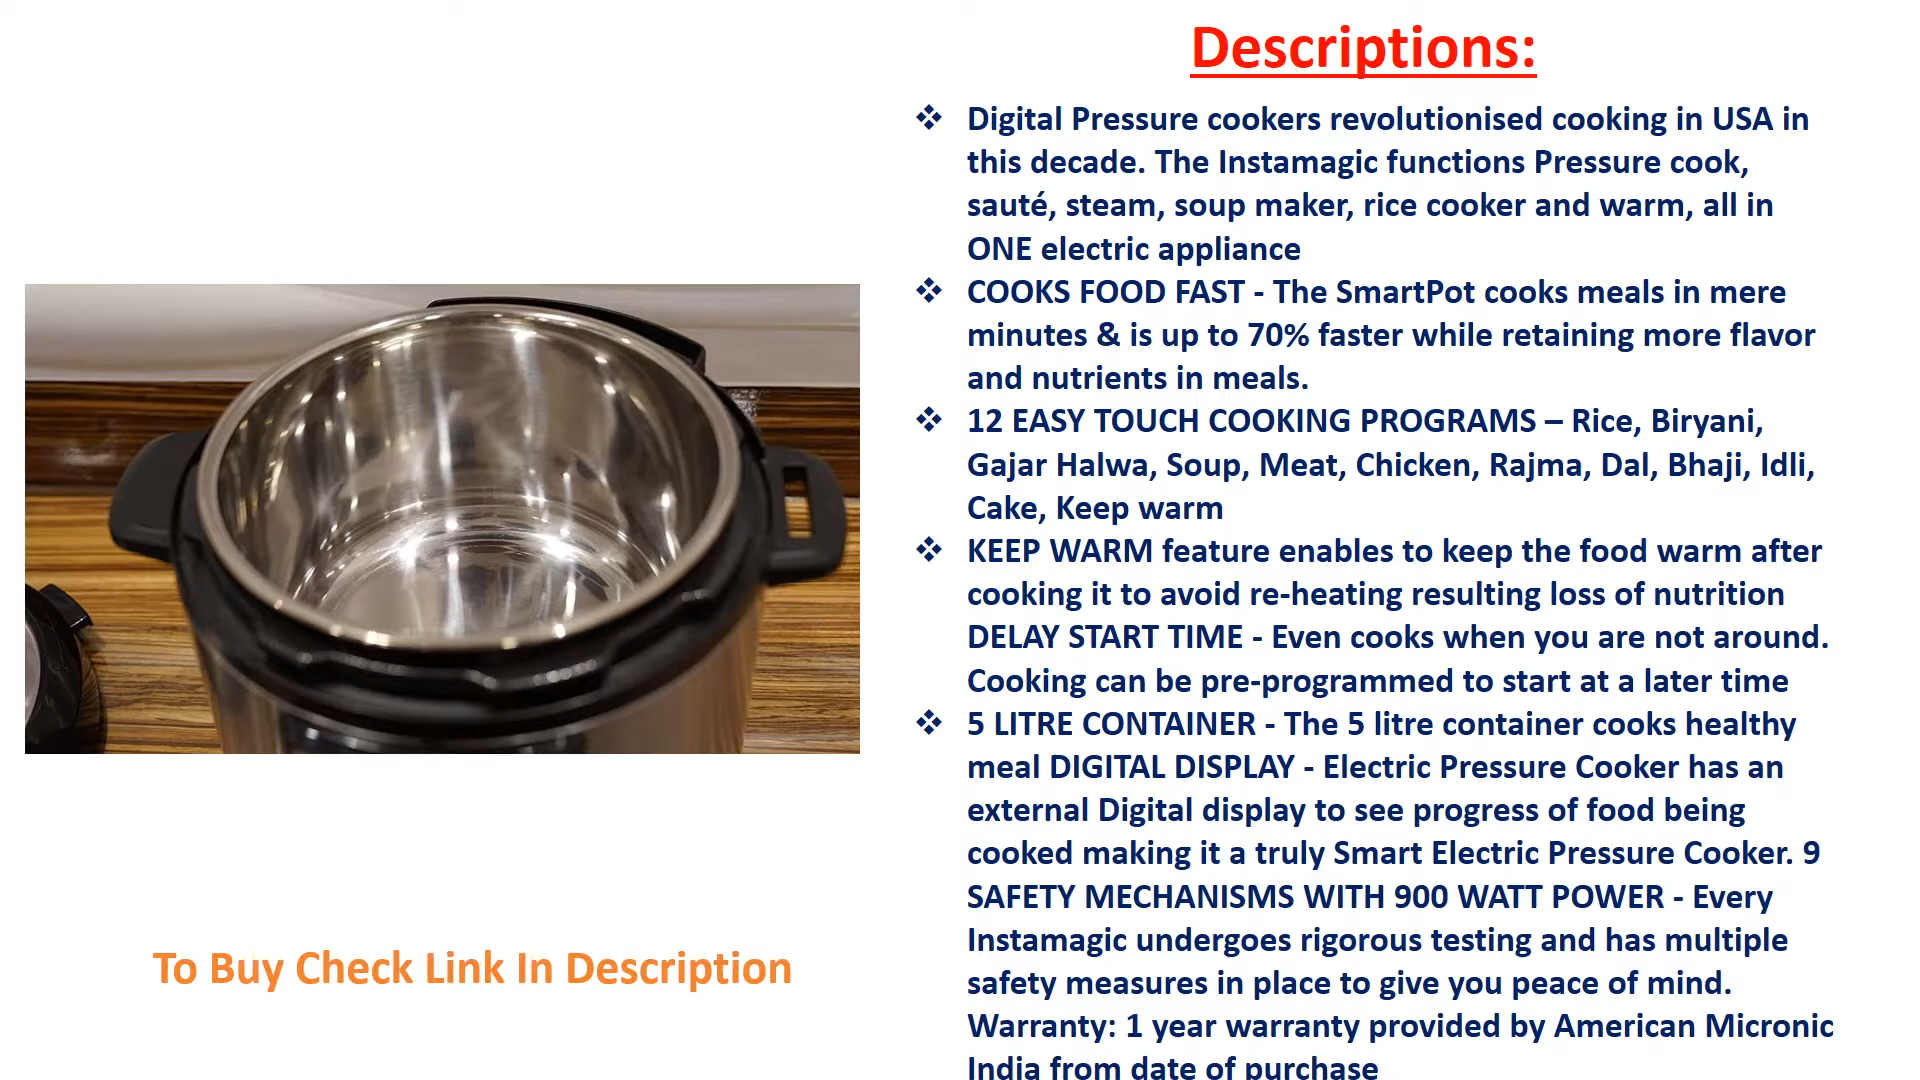 Descriptions:
❖ Digital Pressure cookers revolutionised cooking in USA in
this decade. The Instamagic functions Pressure cook,
sauté, steam, soup maker, rice cooker and warm, all in
ONE electric appliance
❖ COOKS FOOD FAST - The SmartPot cooks meals in mere
minutes & is up to 70% faster while retaining more flavor
and nutrients in meals.
❖ 12 EASY TOUCH COOKING PROGRAMS – Rice, Biryani,
Gajar Halwa, Soup, Meat, Chicken, Rajma, Dal, Bhaji, Idli,
Cake, Keep warm
❖ KEEP WARM feature enables to keep the food warm after
cooking it to avoid re-heating resulting loss of nutrition
DELAY START TIME - Even cooks when you are not around.
Cooking can be pre-programmed to start at a later time
❖ 5 LITRE CONTAINER - The 5 litre container cooks healthy
meal DIGITAL DISPLAY - Electric Pressure Cooker has an
external Digital display to see progress of food being
cooked making it a truly Smart Electric Pressure Cooker. 9
SAFETY MECHANISMS WITH 900 WATT POWER - Every
Instamagic undergoes rigorous testing and has multiple
safety measures in place to give you peace of mind.
Warranty: 1 year warranty provided by American Micronic
India from date of purchase
To Buy Check Link In Description